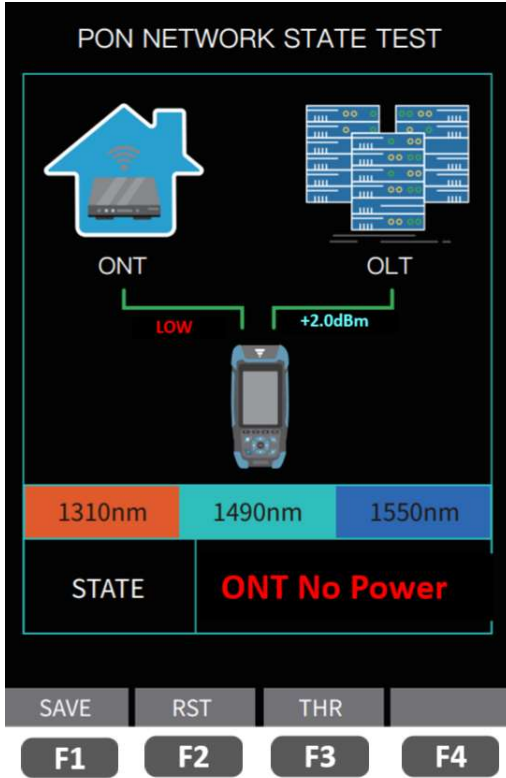 PON NETWORK STATE TEST
ONT OLT
LOW +2.0dBm
1310nm 1490nm 1550nm
STATE ONT No Power
SAVE RST THR
F1 F2 F3 F4